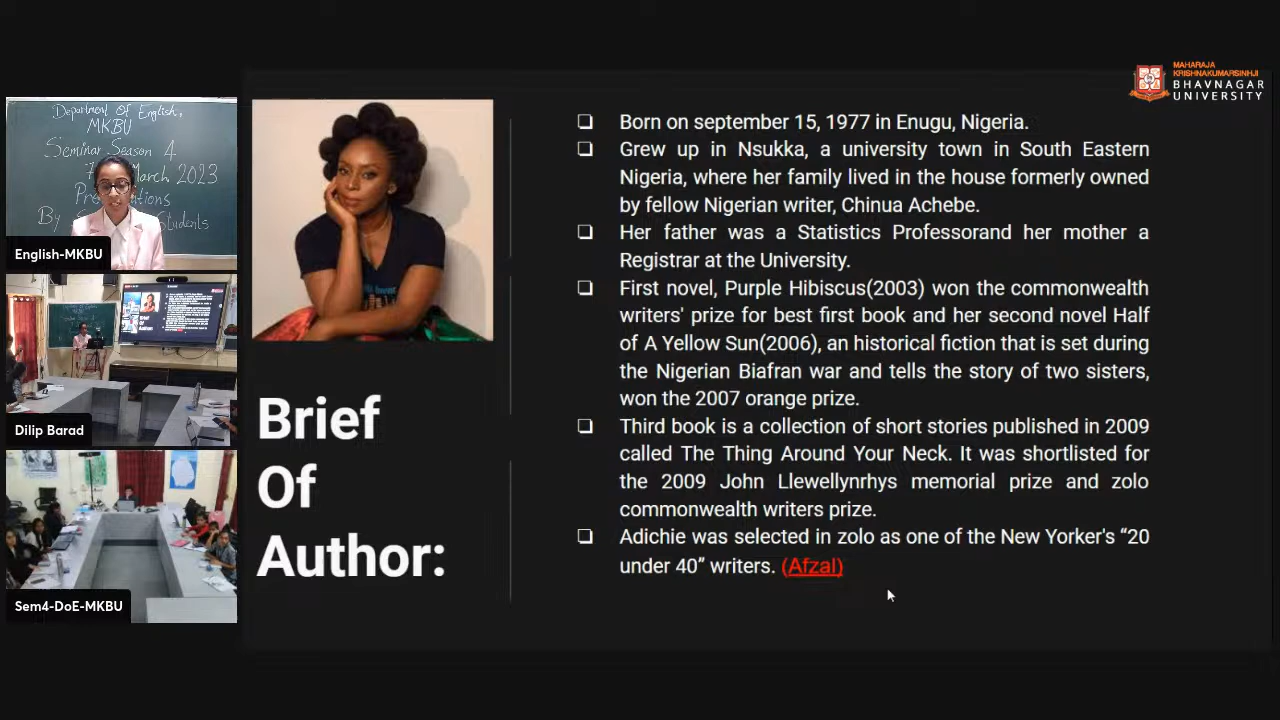 MAHARAJA
KRISHNAKUMARSINHJI
BHAVNAGAR
UNIVERSITY
Department Of English,
MKBU
Seminar Season 4
March 2023
By
Students
English-MKBU
Dilip Barad
Sem4-DoE-MKBU
Brief
Of
Author:
❏ Born on september 15, 1977 in Enugu, Nigeria.
❏ Grew up in Nsukka, a university town in South Eastern
Nigeria, where her family lived in the house formerly owned
by fellow Nigerian writer, Chinua Achebe.
❏ Her father was a Statistics Professorand her mother a
Registrar at the University.
❏ First novel, Purple Hibiscus(2003) won the commonwealth
writers' prize for best first book and her second novel Half
of A Yellow Sun(2006), an historical fiction that is set during
the Nigerian Biafran war and tells the story of two sisters,
won the 2007 orange prize.
❏ Third book is a collection of short stories published in 2009
called The Thing Around Your Neck. It was shortlisted for
the 2009 John Llewellynrhys memorial prize and zolo
commonwealth writers prize.
❏ Adichie was selected in zolo as one of the New Yorker's “20
under 40” writers. (Afzal)